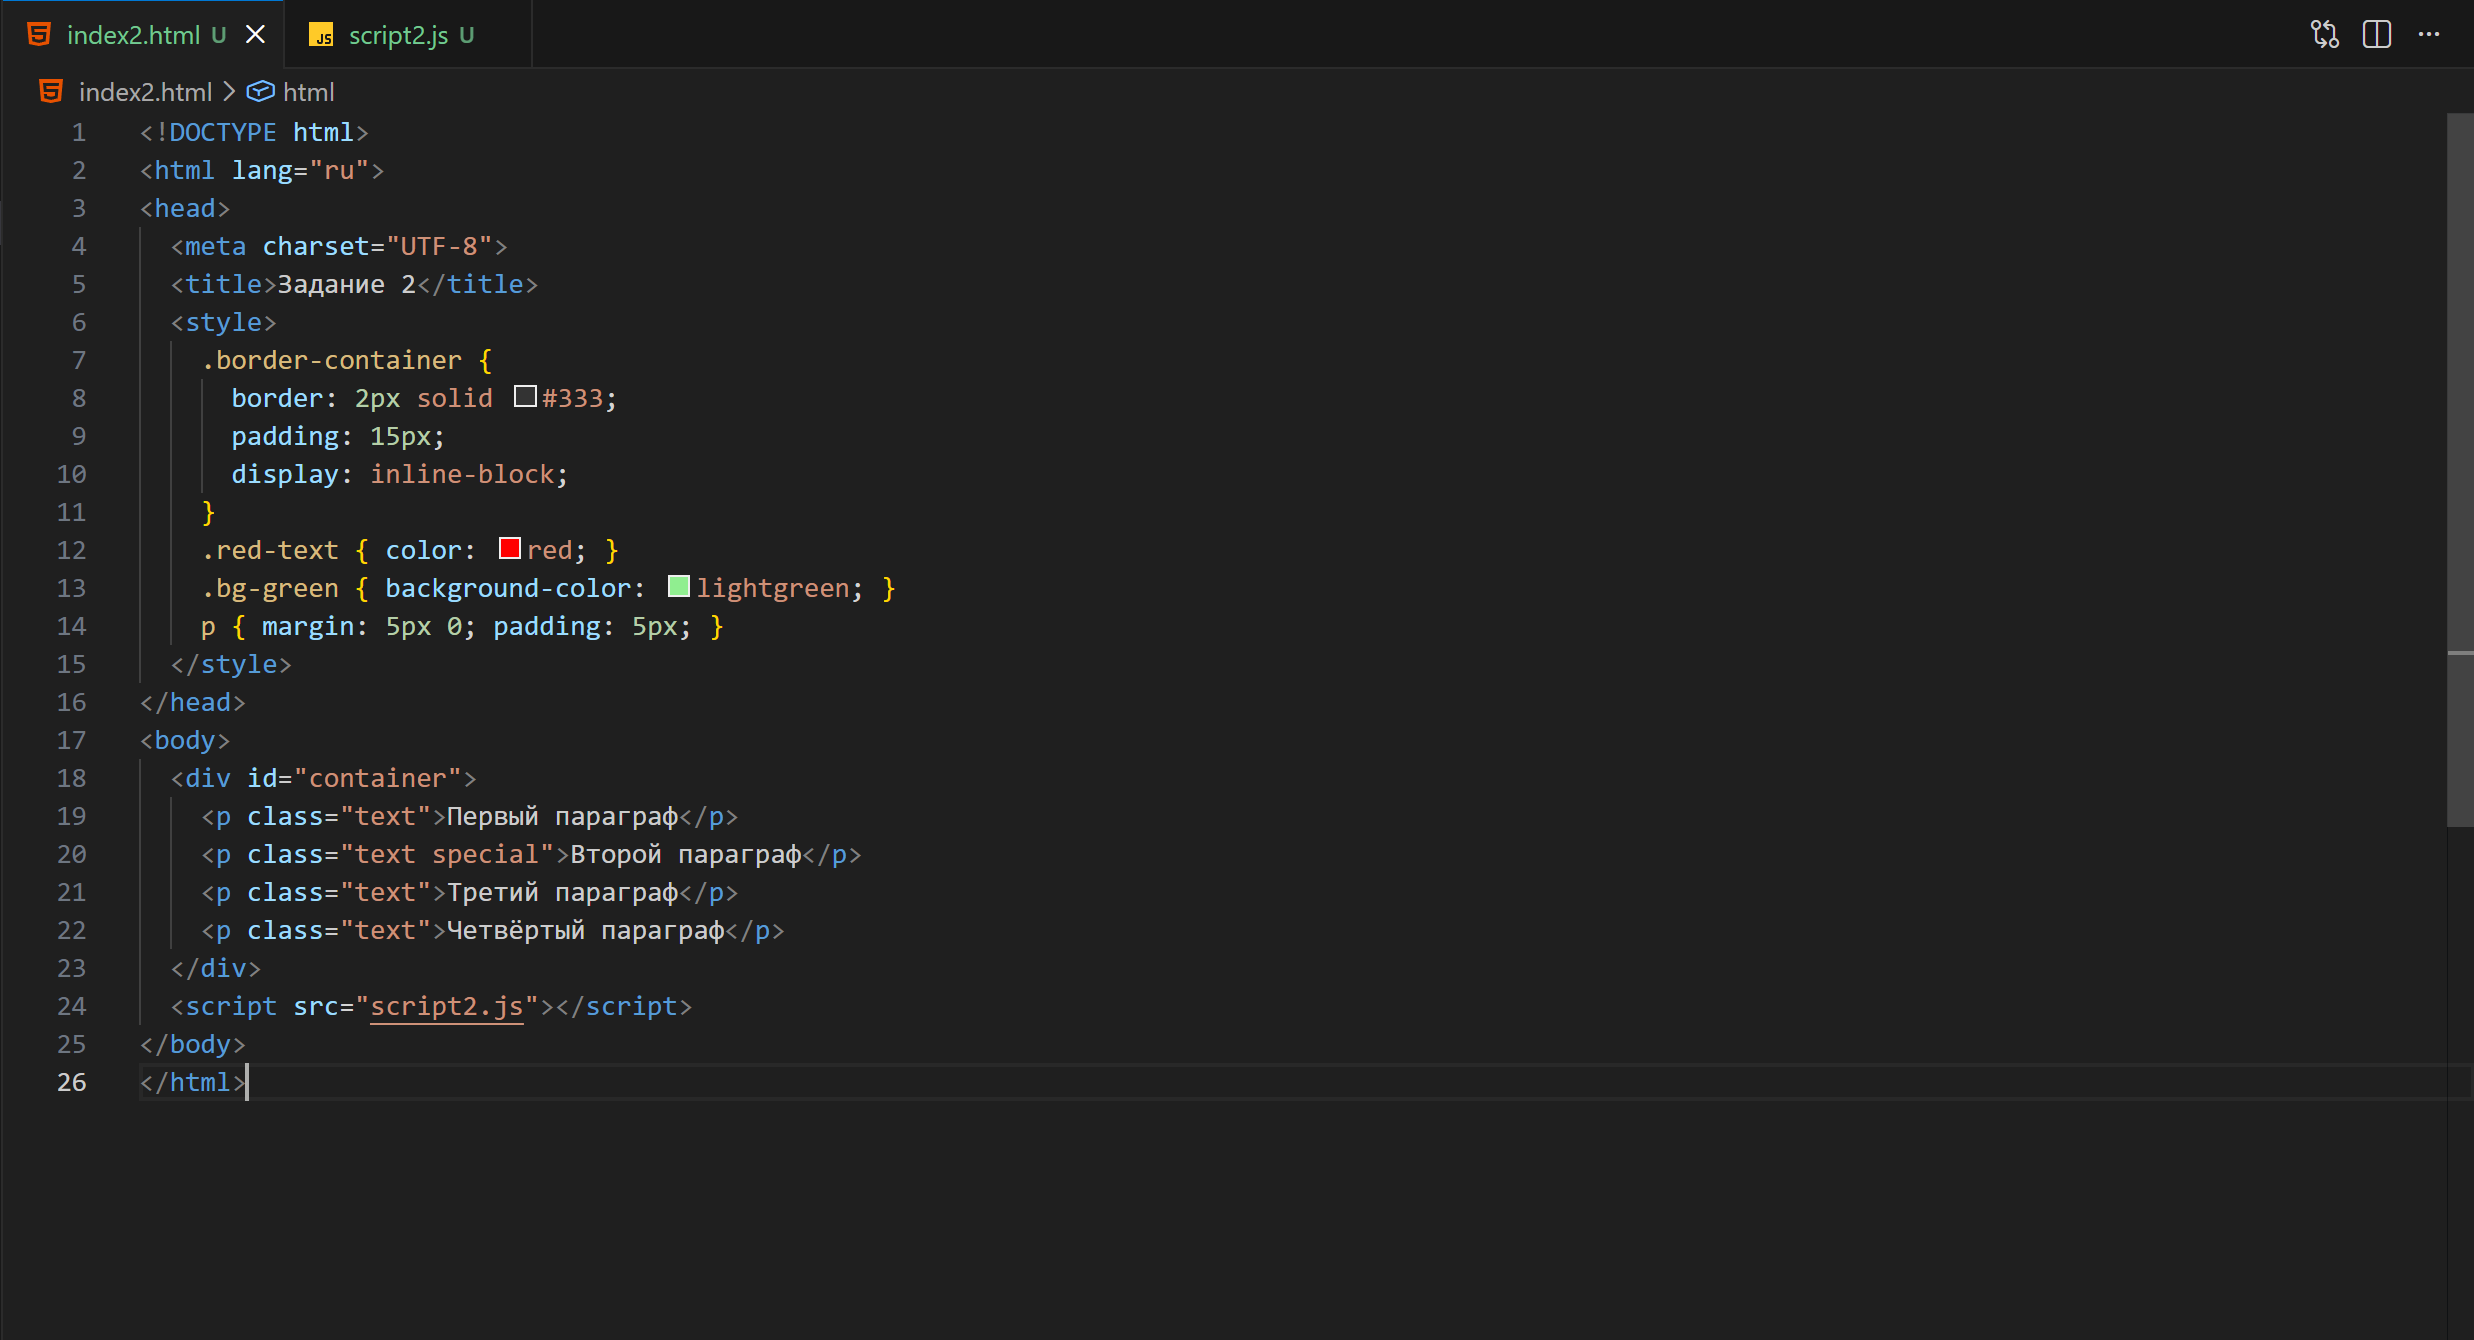 index2.html U script2.js JS U
index2.html > html
1 <!DOCTYPE html>
2 <html lang="ru">
3 <head>
4 <meta charset="UTF-8">
5 <title>Задание 2</title>
6 <style>
7 .border-container {
8 border: 2px solid #333;
9 padding: 15px;
10 display: inline-block;
11 }
12 .red-text { color: red; }
13 .bg-green { background-color: lightgreen; }
14 p { margin: 5px 0; padding: 5px; }
15 </style>
16 </head>
17 <body>
18 <div id="container">
19 <p class="text">Первый параграф</p>
20 <p class="text special">Второй параграф</p>
21 <p class="text">Третий параграф</p>
22 <p class="text">Четвёртый параграф</p>
23 </div>
24 <script src="script2.js"></script>
25 </body>
26 </html>